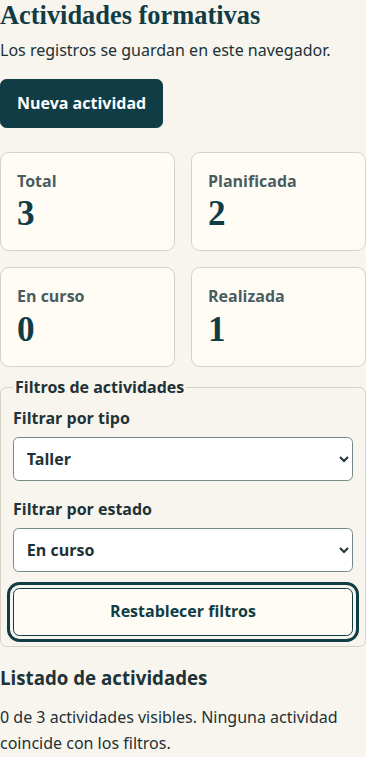 Actividades formativas
Los registros se guardan en este navegador.
Nueva actividad
Total
3
Planificada
2
En curso
0
Realizada
1
Filtros de actividades
Filtrar por tipo
Taller
Filtrar por estado
En curso
Restablecer filtros
Listado de actividades
0 de 3 actividades visibles. Ninguna actividad
coincide con los filtros.